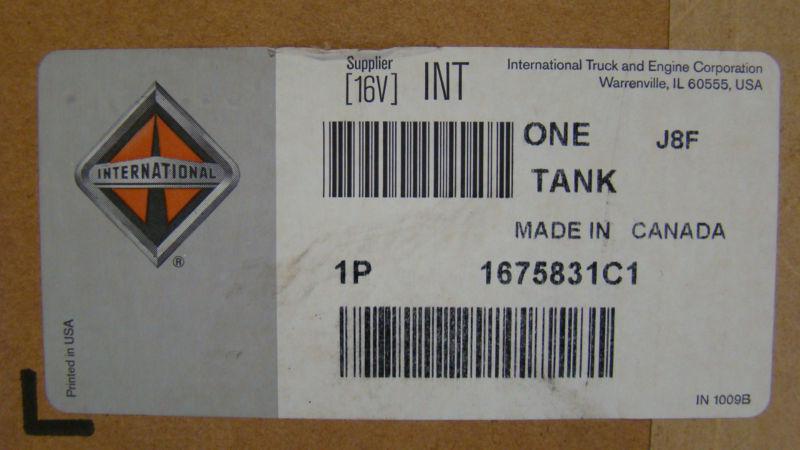 INTERNATIONAL
®
Printed in USA
Supplier
[16V] INT
International Truck and Engine Corporation
Warrenville, IL 60555, USA
ONE J8F
TANK
MADE IN CANADA
1P 1675831C1
IN 1009B